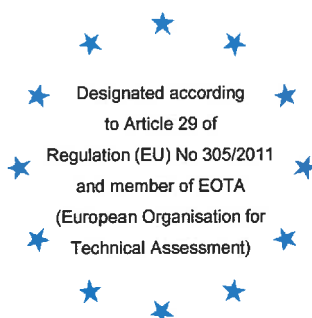 Designated according
to Article 29 of
Regulation (EU) No 305/2011
and member of EOTA
(European Organisation for
Technical Assessment)